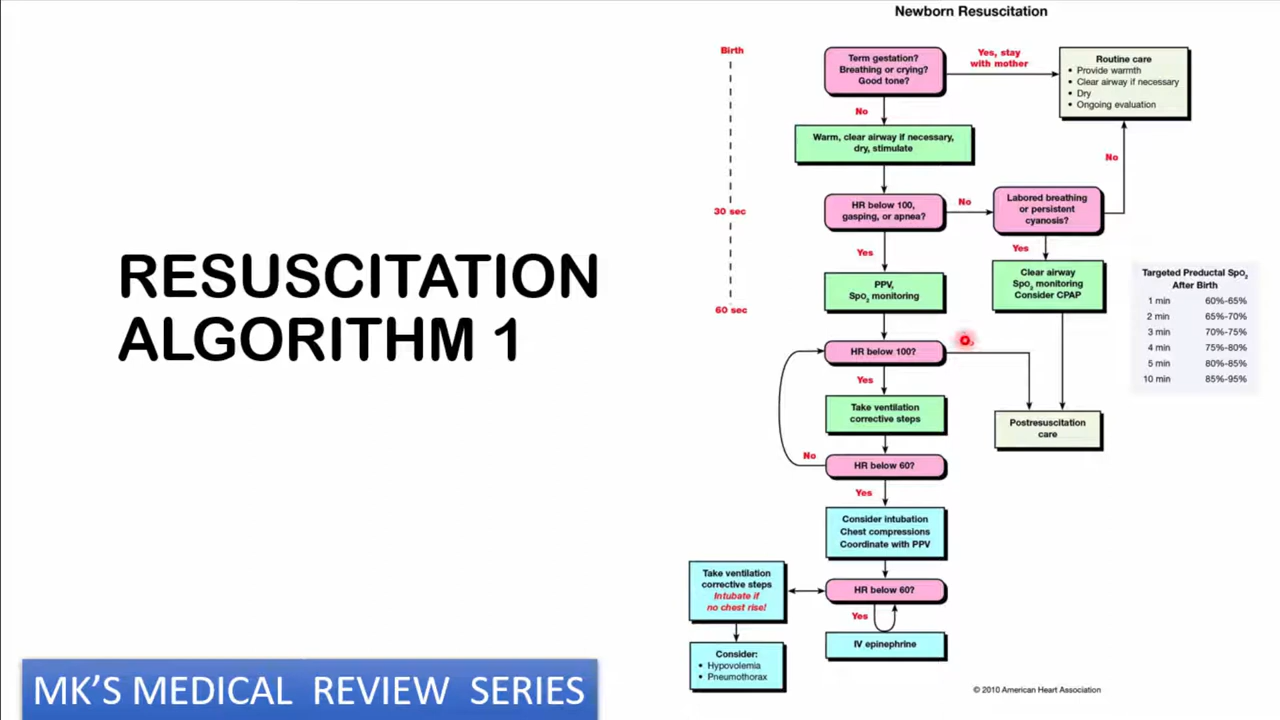 Newborn Resuscitation
Birth
Term gestation?
Breathing or crying?
Good tone?
Yes, stay
with mother
Routine care
• Provide warmth
• Clear airway if necessary
• Dry
• Ongoing evaluation
No
Warm, clear airway if necessary,
dry, stimulate
No
30 sec
HR below 100,
gasping, or apnea?
No
Labored breathing
or persistent
cyanosis?
Yes
Yes
RESUSCITATION
ALGORITHM 1
PPV,
SpO₂ monitoring
Clear airway
SpO₂ monitoring
Consider CPAP
60 sec
Targeted Preductal SpO₂
After Birth
1 min 60%-65%
2 min 65%-70%
3 min 70%-75%
4 min 75%-80%
5 min 80%-85%
10 min 85%-95%
HR below 100?
Yes
Take ventilation
corrective steps
Postresuscitation
care
No
HR below 60?
Yes
Consider intubation
Chest compressions
Coordinate with PPV
Take ventilation
corrective steps
Intubate if
no chest rise!
HR below 60?
Yes
IV epinephrine
Consider:
• Hypovolemia
• Pneumothorax
MK'S MEDICAL REVIEW SERIES
© 2010 American Heart Association